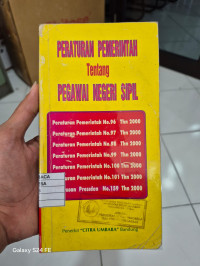 PERATURAN PEMERINTAH
Tentang
PEGAWAI NEGERI SIPIL
Peraturan Pemerintah No.96 Thn 2000
Peraturan Pemerintah No.97 Thn 2000
Peraturan Pemerintah No.98 Thn 2000
Peraturan Pemerintah No.99 Thn 2000
Peraturan Pemerintah No.100 Thn 2000
Peraturan Pemerintah No.101 Thn 2000
Presiden No.159 Thn 2000
Penerbit "CITRA UMBARA" Bandung
Galaxy S24 FE